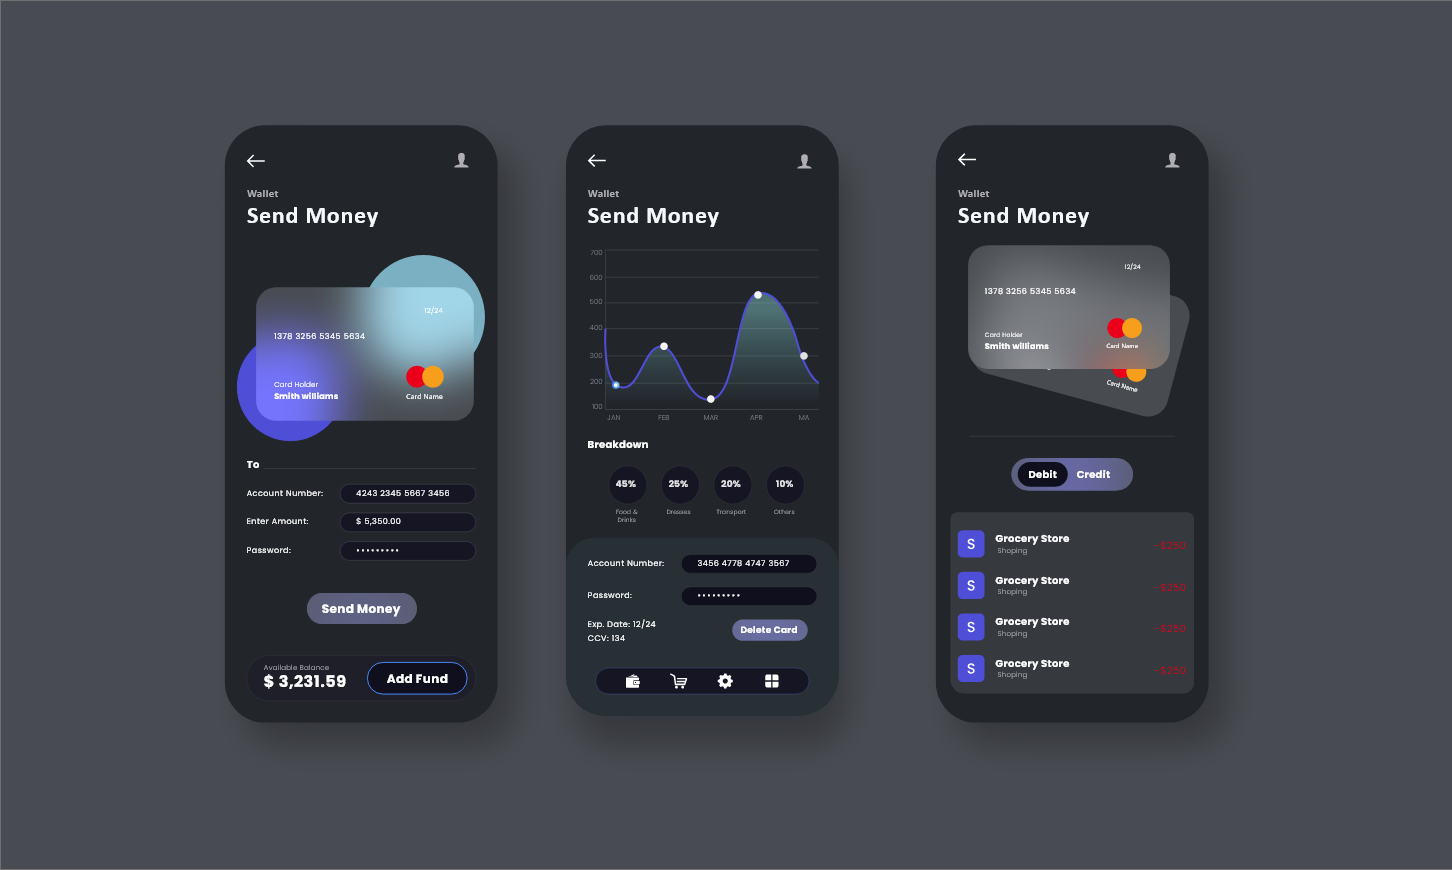 Wallet
Send Money
12/24
1378 3256 5345 5634
Card Holder
Smith williams
Card Name
To
Account Number:
4243 2345 5667 3456
Enter Amount:
$ 5,350.00
Password:
•••••••••
Send Money
Available Balance
$ 3,231.59
Add Fund
Wallet
Send Money
700
600
500
400
300
200
100
JAN
FEB
MAR
APR
MA
Breakdown
45%
25%
20%
10%
Food &
Drinks
Dresses
Transport
Others
Account Number:
3456 4778 4747 3567
Password:
•••••••••
Exp. Date: 12/24
CCV: 134
Delete Card
Wallet
Send Money
12/24
1378 3256 5345 5634
Card Holder
Smith williams
Card Name
Card Name
Debit
Credit
S
Grocery Store
Shoping
-$250
S
Grocery Store
Shoping
-$250
S
Grocery Store
Shoping
-$250
S
Grocery Store
Shoping
-$250